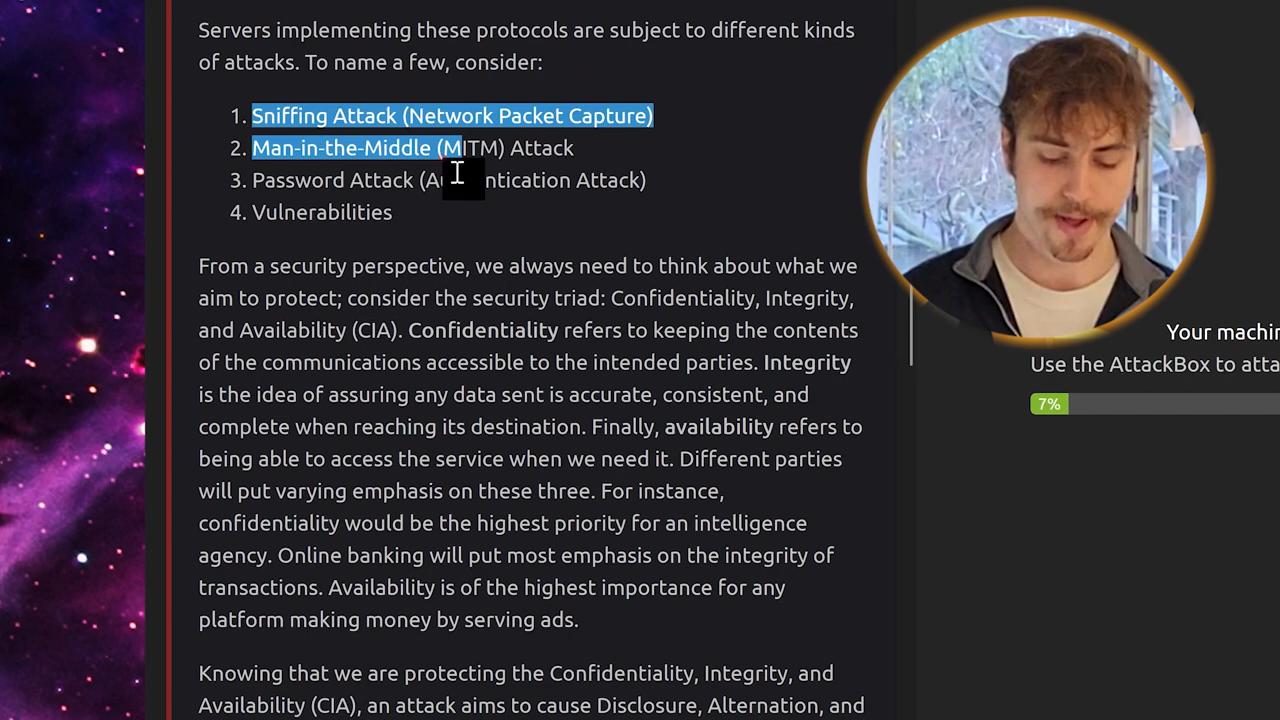 Servers implementing these protocols are subject to different kinds
of attacks. To name a few, consider:
1. Sniffing Attack (Network Packet Capture)
2. Man-in-the-Middle (MITM) Attack
3. Password Attack (Au ntication Attack)
4. Vulnerabilities
From a security perspective, we always need to think about what we
aim to protect; consider the security triad: Confidentiality, Integrity,
and Availability (CIA). Confidentiality refers to keeping the contents
of the communications accessible to the intended parties. Integrity
is the idea of assuring any data sent is accurate, consistent, and
complete when reaching its destination. Finally, availability refers to
being able to access the service when we need it. Different parties
will put varying emphasis on these three. For instance,
confidentiality would be the highest priority for an intelligence
agency. Online banking will put most emphasis on the integrity of
transactions. Availability is of the highest importance for any
platform making money by serving ads.
Knowing that we are protecting the Confidentiality, Integrity, and
Availability (CIA), an attack aims to cause Disclosure, Alternation, and
Your machin
Use the AttackBox to atta
7%